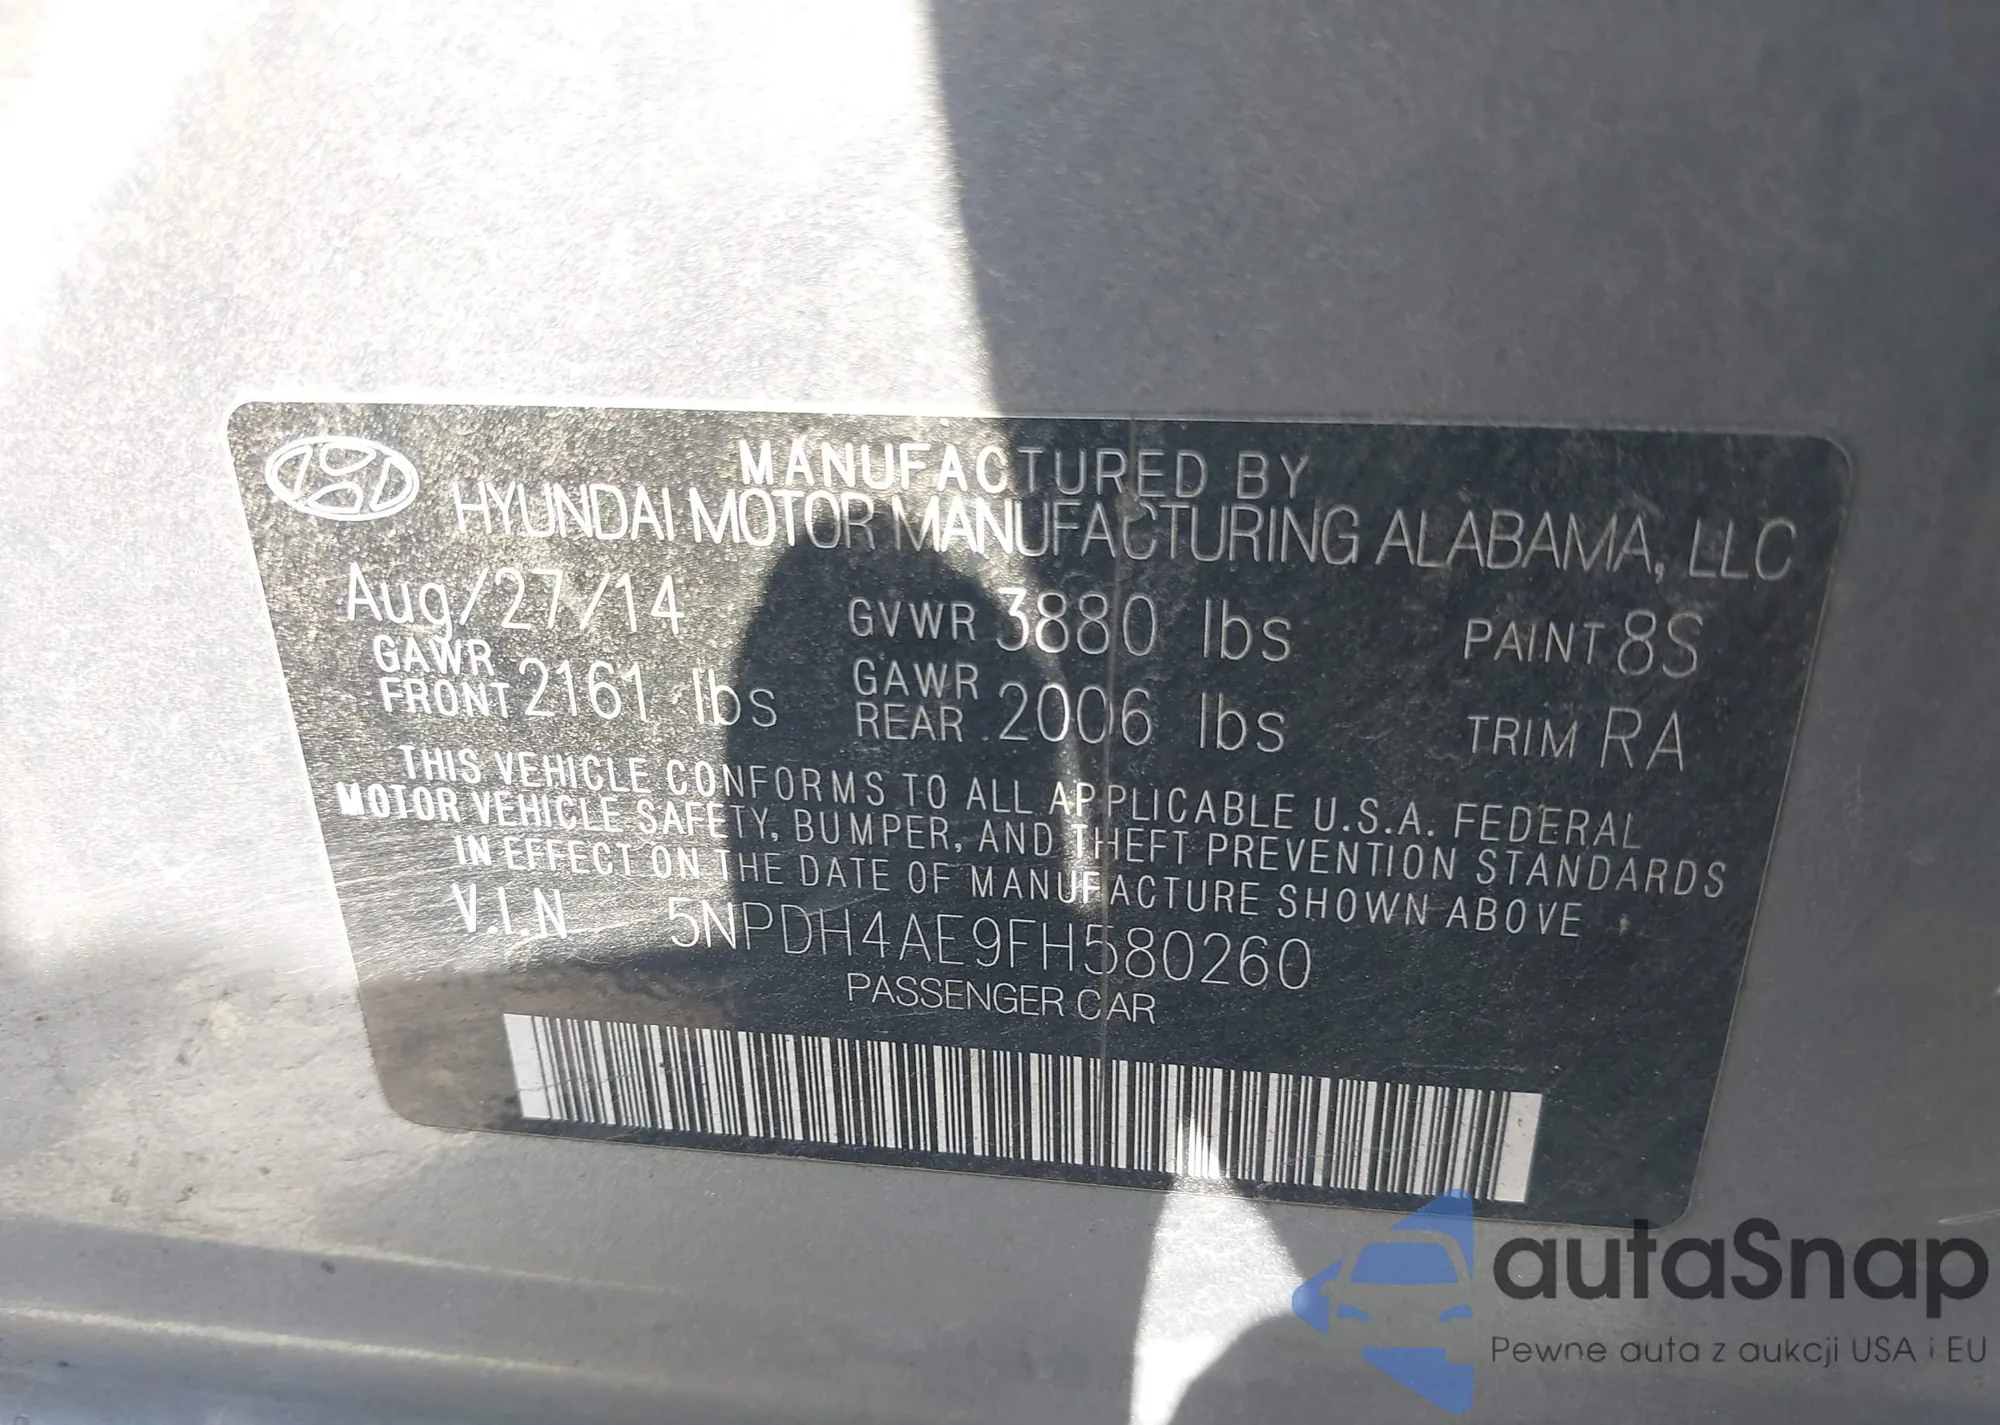 MANUFACTURED BY
HYUNDAI MOTOR MANUFACTURING ALABAMA, LLC
Aug/27/14 GVWR 3880 lbs PAINT 8S
GAWR FRONT 2161 lbs GAWR REAR 2006 lbs TRIM RA
THIS VEHICLE CONFORMS TO ALL APPLICABLE U.S.A. FEDERAL
MOTOR VEHICLE SAFETY, BUMPER, AND THEFT PREVENTION STANDARDS
IN EFFECT ON THE DATE OF MANUFACTURE SHOWN ABOVE
V.I.N 5NPDH4AE9FH580260
PASSENGER CAR
autaSnap
Pewne auta z aukcji USA i EU